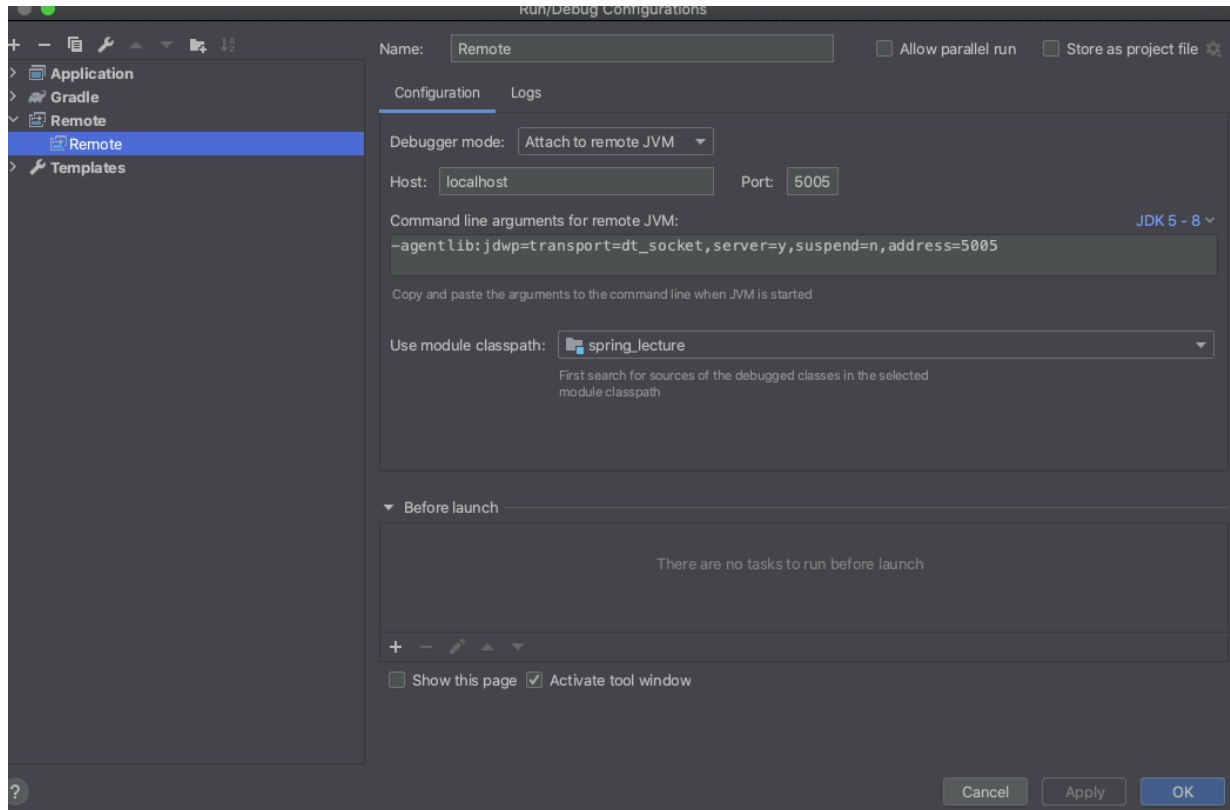 Run/Debug Configurations
Name: Remote Allow parallel run Store as project file
Application
Gradle
Remote
Remote
Templates
Configuration Logs
Debugger mode: Attach to remote JVM
Host: localhost Port: 5005
Command line arguments for remote JVM: JDK 5 - 8
-agentlib:jdwp=transport=dt_socket,server=y,suspend=n,address=5005
Copy and paste the arguments to the command line when JVM is started
Use module classpath: spring_lecture
First search for sources of the debugged classes in the selected
module classpath
Before launch
There are no tasks to run before launch
Show this page Activate tool window
? Cancel Apply OK